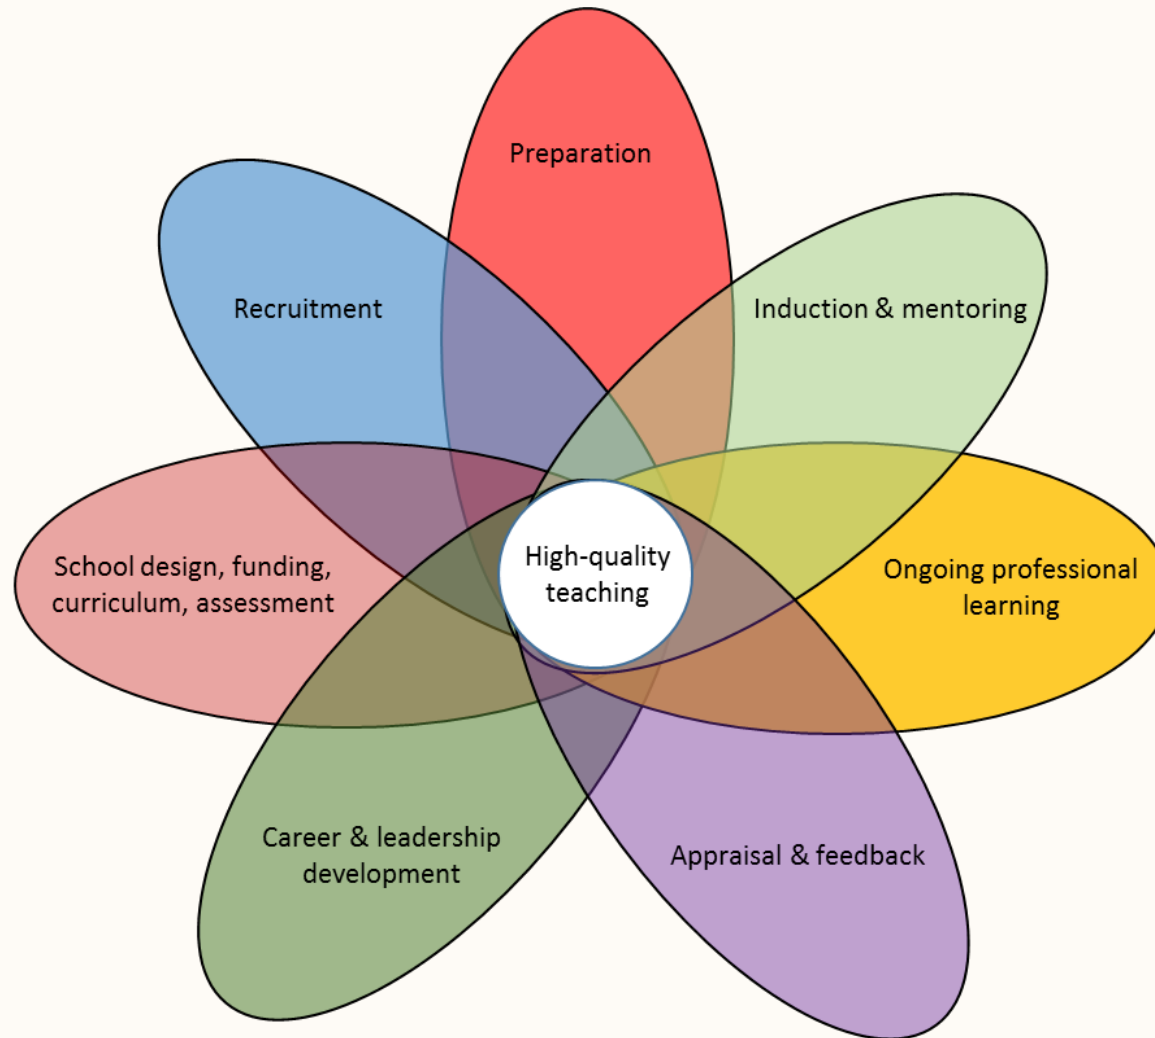 Preparation
Recruitment
Induction & mentoring
School design, funding,
curriculum, assessment
High-quality
teaching
Ongoing professional
learning
Career & leadership
development
Appraisal & feedback